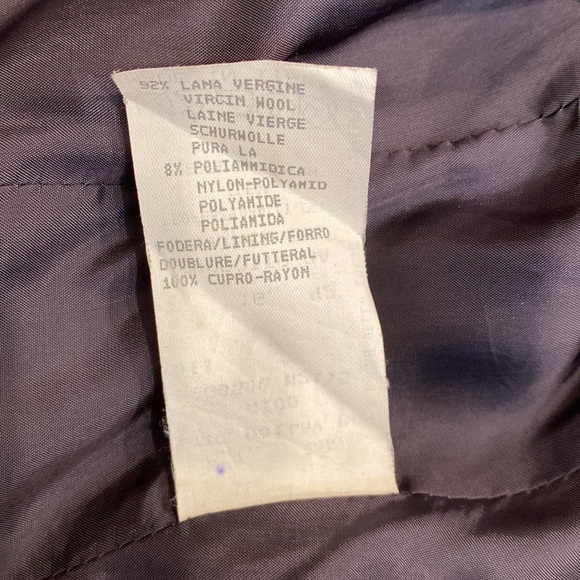 92% LANA VERGINE
VIRGIN WOOL
LAINE VIERGE
SCHURWOLLE
PURA LA
8% POLIAMMIDICA
NYLON-POLYAMID
POLYAMIDE
POLIAMIDA
FODERA/LINING/FORRO
DOUBLURE/FUTTERAL
100% CUPRO-RAYON